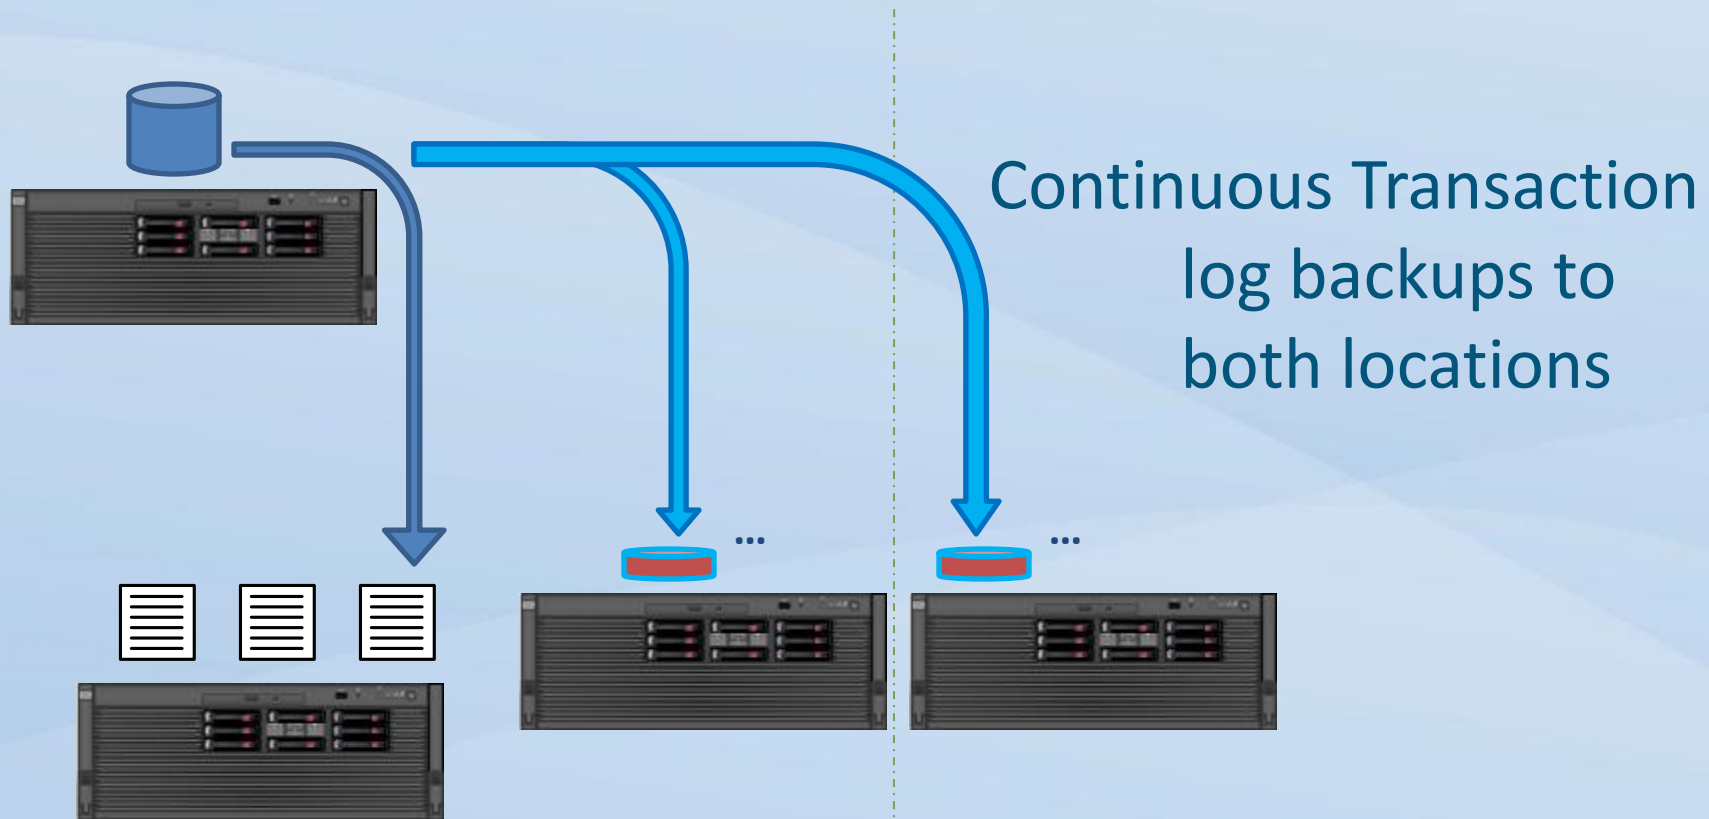 Continuous Transaction
log backups to
both locations
...
...